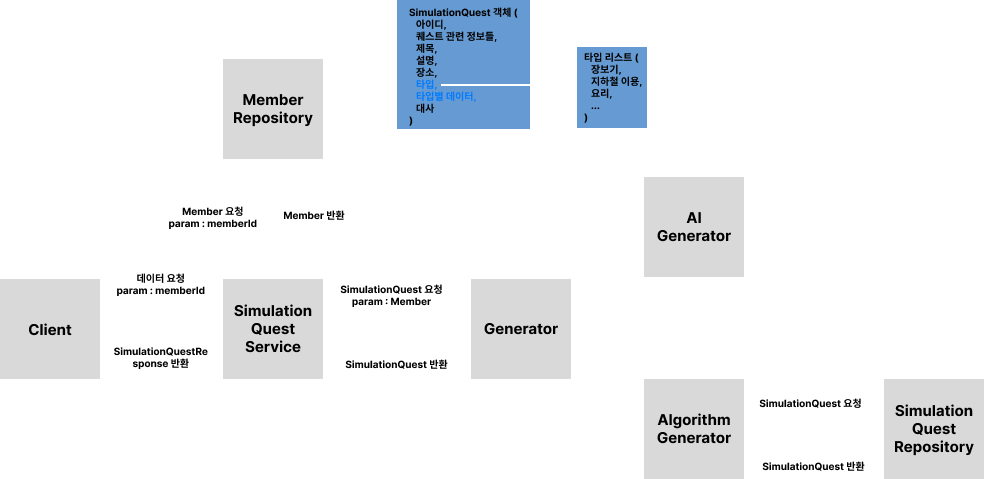 SimulationQuest 객체 (
아이디,
퀘스트 관련 정보들,
제목,
설명,
장소,
타입,
타입별 데이터,
대사
)
타입 리스트 (
장보기,
지하철 이용,
요리,
...
)
Member
Repository
AI
Generator
Member 요청
param : memberId
Member 반환
데이터 요청
param : memberId
SimulationQuest 요청
param : Member
Client
Simulation
Quest
Service
Generator
SimulationQuestRe
sponse 반환
SimulationQuest 반환
Algorithm
Generator
SimulationQuest 요청
SimulationQuest 반환
Simulation
Quest
Repository